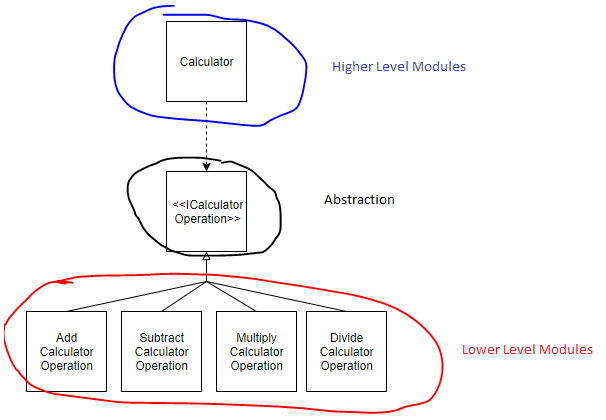 Calculator
Higher Level Modules
<<ICalculator
Operation>>
Abstraction
Add
Calculator
Operation
Subtract
Calculator
Operation
Multiply
Calculator
Operation
Divide
Calculator
Operation
Lower Level Modules